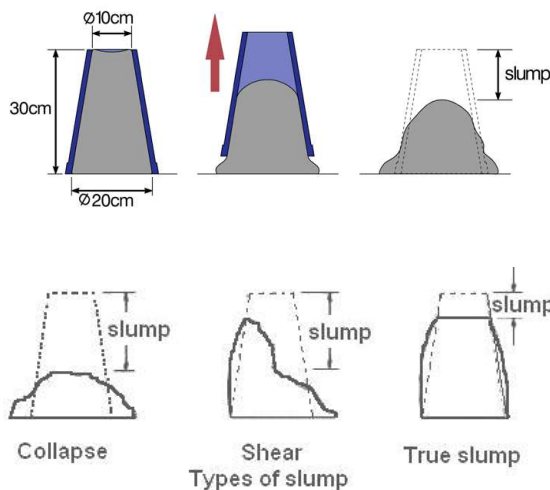 Ø10cm
30cm
Ø20cm
slump
slump
slump
slump
Collapse
Shear
True slump
Types of slump